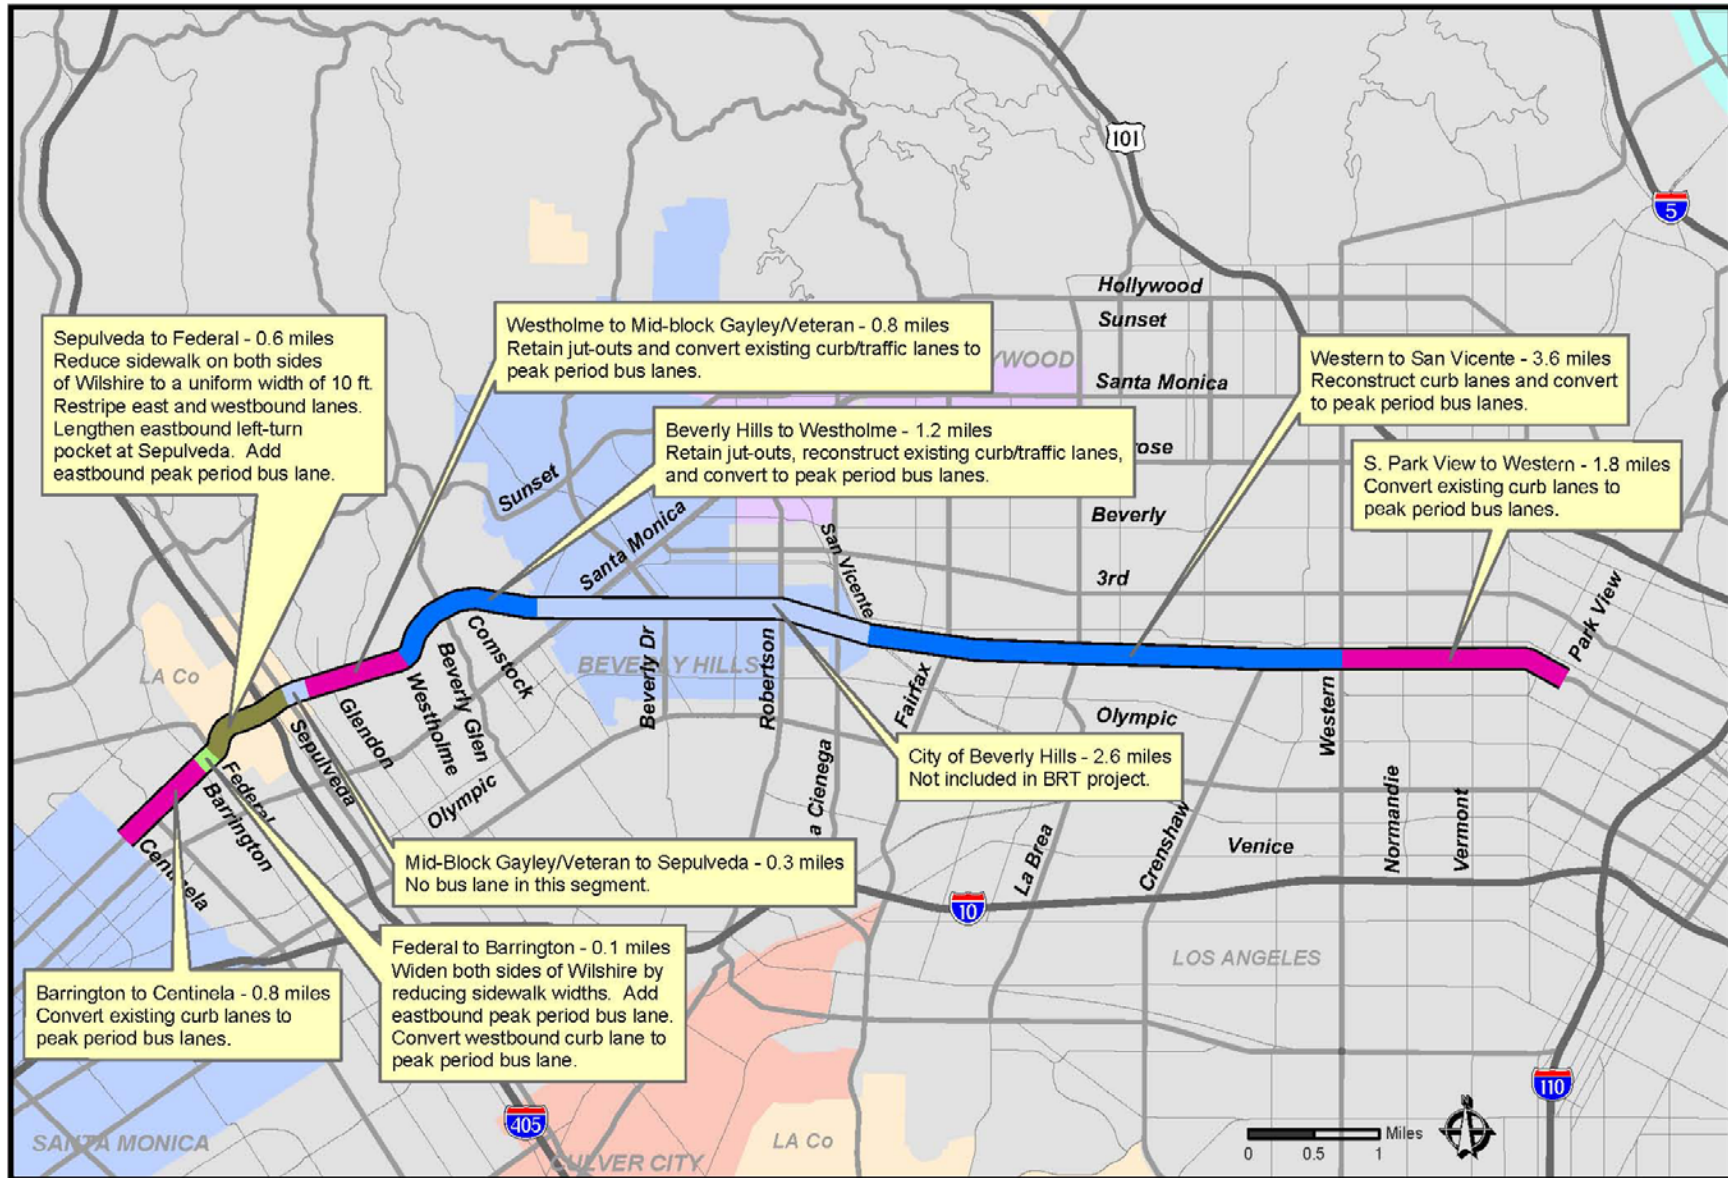 101
5
Hollywood
Sunset
Sepulveda to Federal - 0.6 miles
Reduce sidewalk on both sides
of Wilshire to a uniform width of 10 ft.
Restripe east and westbound lanes.
Lengthen eastbound left-turn
pocket at Sepulveda. Add
eastbound peak period bus lane.
Westholme to Mid-block Gayley/Veteran - 0.8 miles
Retain jut-outs and convert existing curb/traffic lanes to
peak period bus lanes.
YWOOD
Santa Monica
Western to San Vicente - 3.6 miles
Reconstruct curb lanes and convert
to peak period bus lanes.
Beverly Hills to Westholme - 1.2 miles
Retain jut-outs, reconstruct existing curb/traffic lanes,
and convert to peak period bus lanes.
rose
S. Park View to Western - 1.8 miles
Convert existing curb lanes to
peak period bus lanes.
Sunset
Santa Monica
San Vicente
Beverly
3rd
Park View
LA Co
Comstock
Beverly Glen
Westholme
Glendon
Sepulveda
Federal
Barrington
Centinela
Olympic
Beverly Dr
BEVERLY HILLS
Robertson
Fairfax
a Cienega
Olympic
Western
City of Beverly Hills - 2.6 miles
Not included in BRT project.
La Brea
Crenshaw
Venice
Normandie
Vermont
Mid-Block Gayley/Veteran to Sepulveda - 0.3 miles
No bus lane in this segment.
10
Federal to Barrington - 0.1 miles
Widen both sides of Wilshire by
reducing sidewalk widths. Add
eastbound peak period bus lane.
Convert westbound curb lane to
peak period bus lane.
LOS ANGELES
Barrington to Centinela - 0.8 miles
Convert existing curb lanes to
peak period bus lanes.
405
110
SANTA MONICA
CULVER CITY
LA Co
N
Miles
0 0.5 1